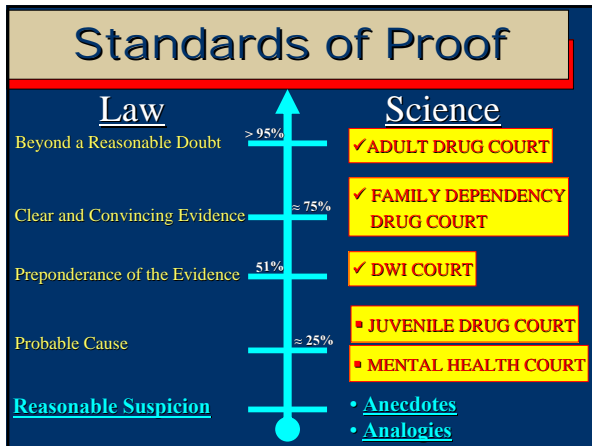 Standards of Proof
Law
Science
> 95%
Beyond a Reasonable Doubt
✓ADULT DRUG COURT
≈ 75%
Clear and Convincing Evidence
✓ FAMILY DEPENDENCY
DRUG COURT
51%
Preponderance of the Evidence
✓ DWI COURT
≈ 25%
Probable Cause
▪ JUVENILE DRUG COURT
▪ MENTAL HEALTH COURT
Reasonable Suspicion
• Anecdotes
• Analogies